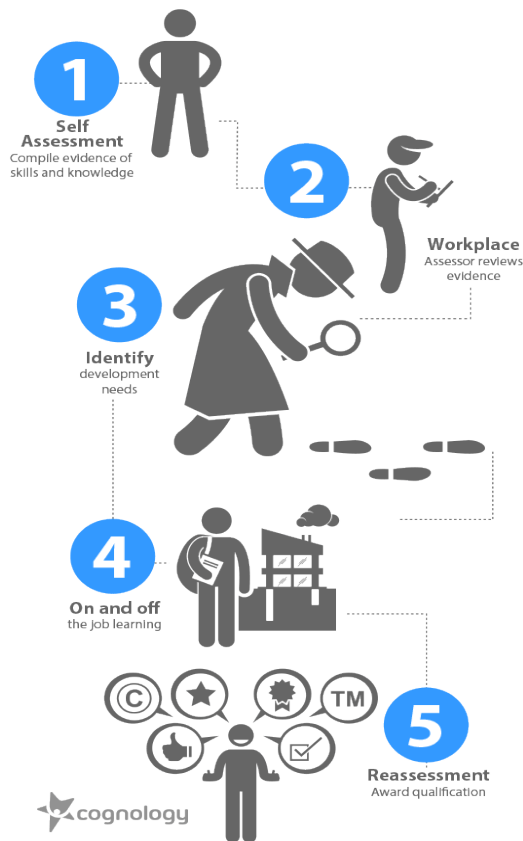 1
Self
Assessment
Compile evidence of
skills and knowledge
2
Workplace
Assessor reviews
evidence
3
Identify
development
needs
4
On and off
the job learning
C
TM
5
Reassessment
Award qualification
cognology